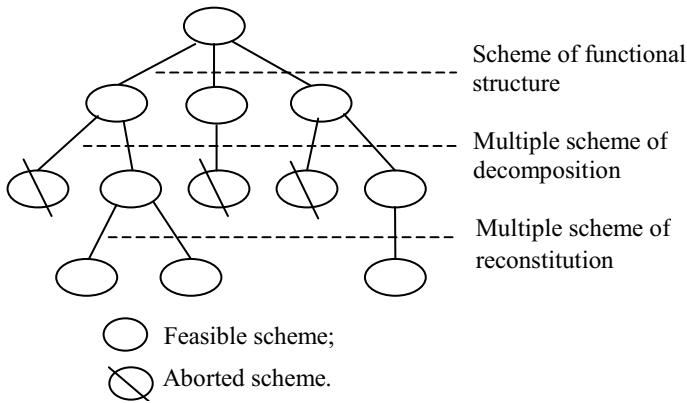 Scheme of functional
structure
Multiple scheme of
decomposition
Multiple scheme of
reconstitution
Feasible scheme;
Aborted scheme.